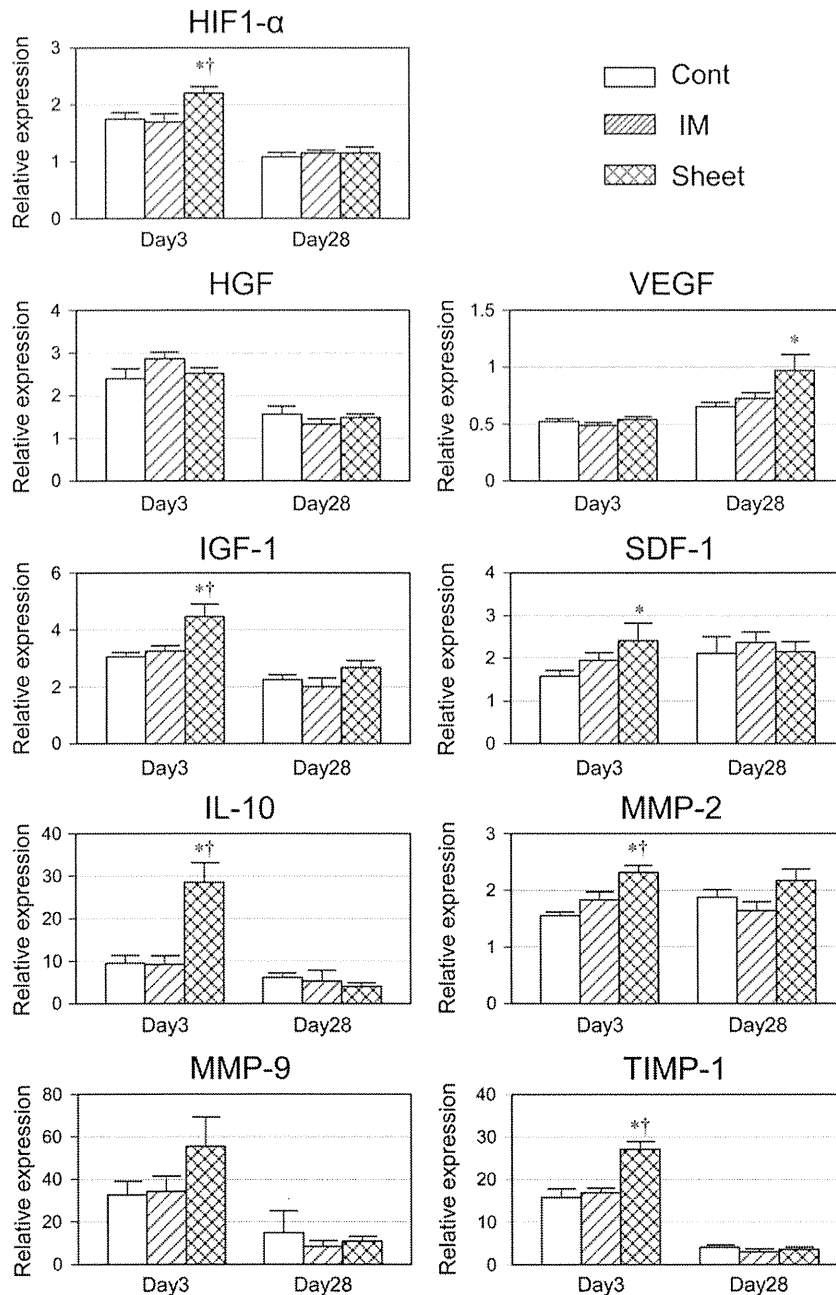 HIF1-α
Relative expression
3
2
1
0
*†
Day3
Day28
Cont
IM
Sheet
HGF
Relative expression
4
3
2
1
0
Day3
Day28
VEGF
Relative expression
1.5
1
0.5
0
*
Day3
Day28
IGF-1
Relative expression
6
4
2
0
*†
Day3
Day28
SDF-1
Relative expression
4
3
2
1
0
*
Day3
Day28
IL-10
Relative expression
40
30
20
10
0
*†
Day3
Day28
MMP-2
Relative expression
3
2
1
0
*†
Day3
Day28
MMP-9
Relative expression
80
60
40
20
0
Day3
Day28
TIMP-1
Relative expression
40
30
20
10
0
*†
Day3
Day28